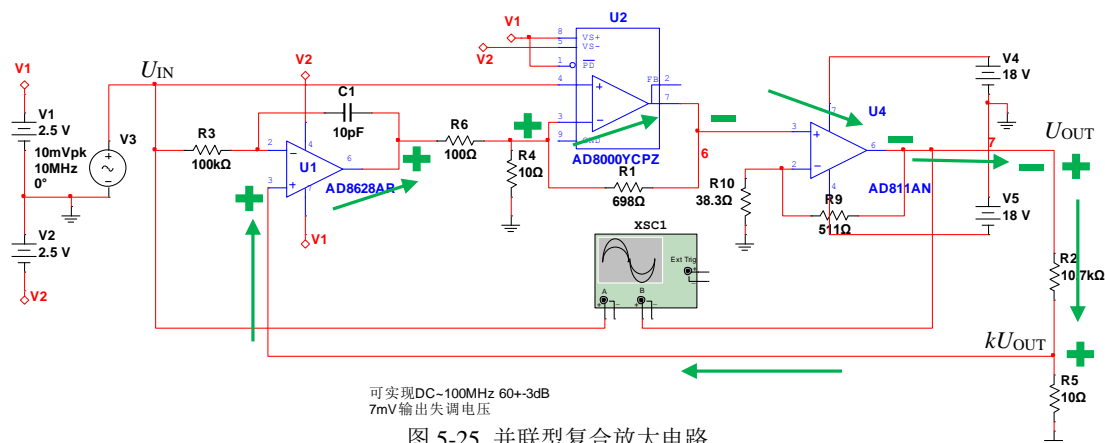 V1
U2
V1
8 VS+
5 VS-
V2
1 PD
FB 2
4
7
3
9
AD8000YCPZ
V4
18 V
UIN
V1
2.5 V
10mVpk
10MHz
0°
V3
V2
C1
10pF
R3
100kΩ
2
3
4
6
7
U1
AD8628AR
V1
R6
100Ω
R4
10Ω
R1
698Ω
6
U4
3
2
7
6
4
AD811AN
7
UOUT
R10
38.3Ω
R9
511Ω
V5
18 V
V2
2.5 V
V2
XSC1
Ext Trig
A
B
R2
10.7kΩ
kUOUT
R5
10Ω
可实现DC~100MHz 60+-3dB
7mV输出失调电压
图 5-25 并联型复合放大电路